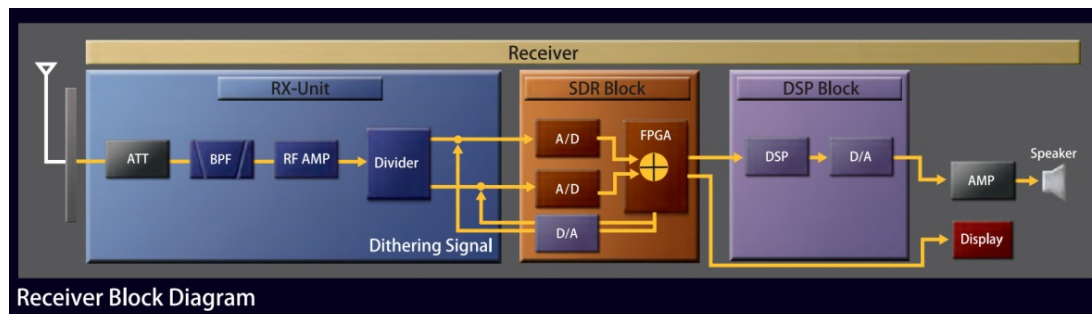 Receiver
RX-Unit
SDR Block
DSP Block
ATT
BPF
RF AMP
Divider
A/D
A/D
D/A
FPGA
DSP
D/A
AMP
Speaker
Display
Dithering Signal
Receiver Block Diagram